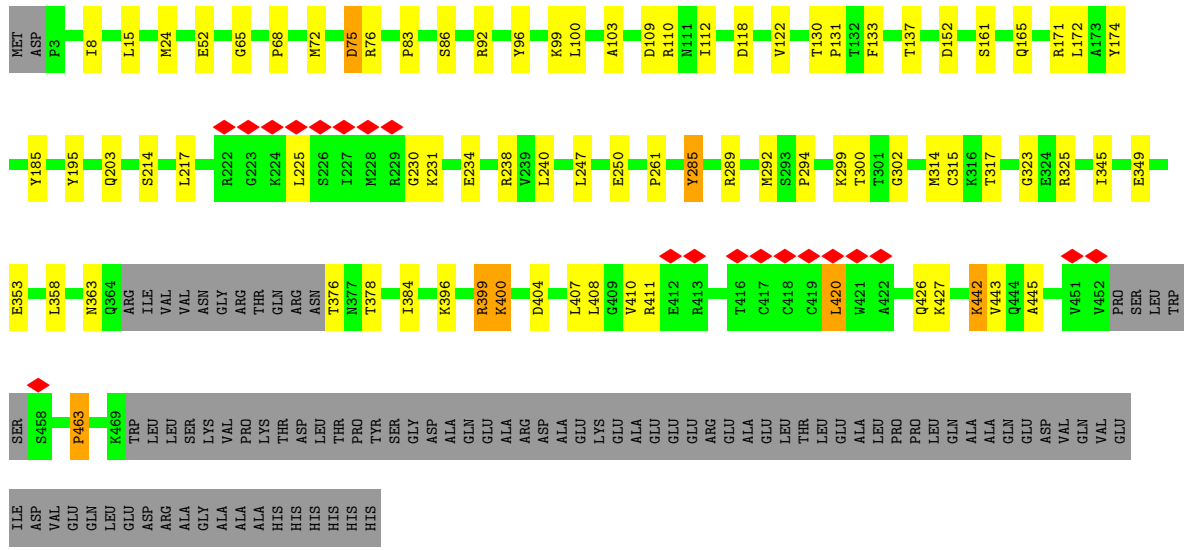 MET ASP P3 I8 L15 M24 E52 G65 P68 M72 D75 R76 P83 S86 R92 Y96 K99 L100 A103 D109 R110 N111 I112 D118 V122 T130 P131 T132 F133 T137 D152 S161 Q165 R171 L172 A173 Y174
Y185 Y195 Q203 S214 L217 R222 G223 K224 L225 S226 I227 M228 R229 G230 K231 E234 R238 V239 L240 L247 E250 P261 Y285 R289 M292 S293 P294 K299 T300 T301 G302 M314 C315 K316 T317 G323 E324 R325 I345 E349
E353 L358 N363 Q364 ARG ILE VAL VAL ASN GLY ARG THR GLN ARG ASN T376 N377 T378 I384 K396 R399 K400 D404 L407 L408 G409 V410 R411 E412 R413 T416 C417 C418 C419 L420 W421 A422 Q426 K427 K442 V443 Q444 A445 V451 V452 PRO SER LEU TRP
SER S458 P463 K469 TRP LEU LEU SER LYS VAL PRO LYS THR ASP LEU THR PRO TYR SER GLY ASP ALA GLN GLU ALA ARG ASP ALA GLU LYS GLU ALA GLU GLU ARG GLU ALA GLU LEU THR LEU GLU ALA LEU PRO PRO LEU GLN ALA ALA GLN GLU ASP VAL GLN VAL GLU
ILE ASP VAL GLU GLN LEU GLU ASP ARG ALA GLY ALA ALA ALA HIS HIS HIS HIS HIS HIS